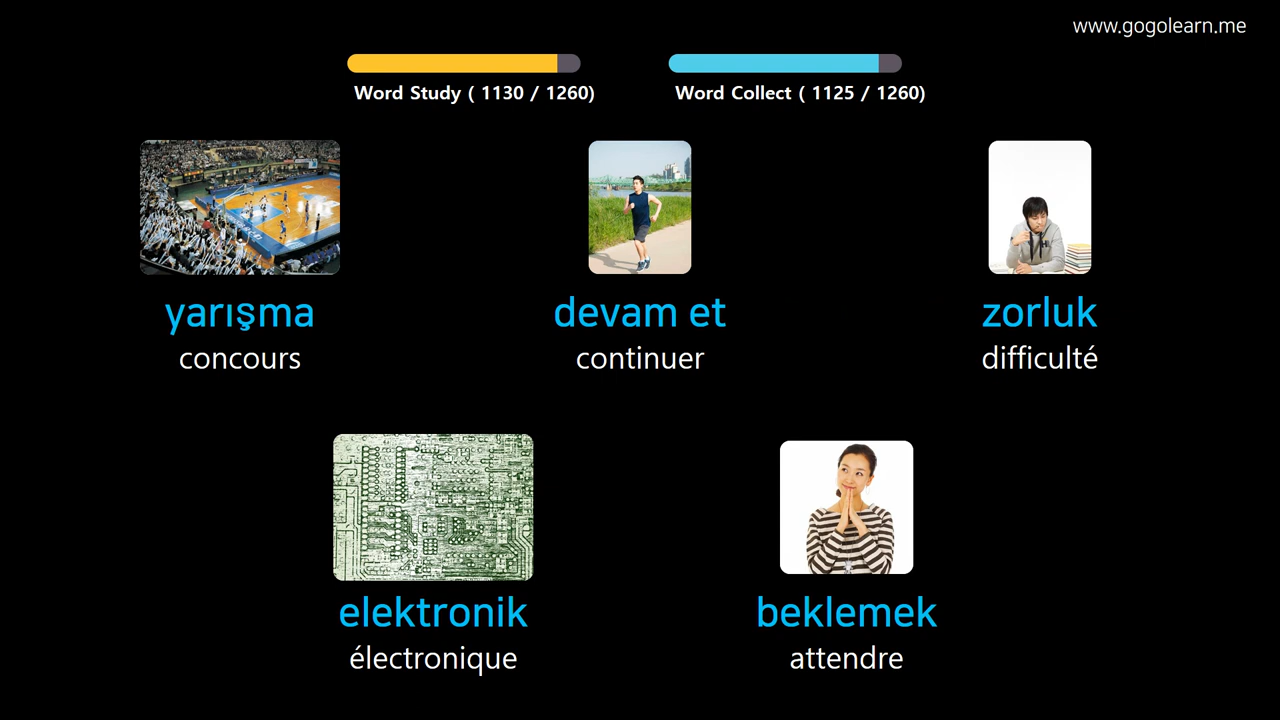 www.gogolearn.me
Word Study ( 1130 / 1260)
Word Collect ( 1125 / 1260)
yarışma
concours
devam et
continuer
zorluk
difficulté
elektronik
électronique
beklemek
attendre